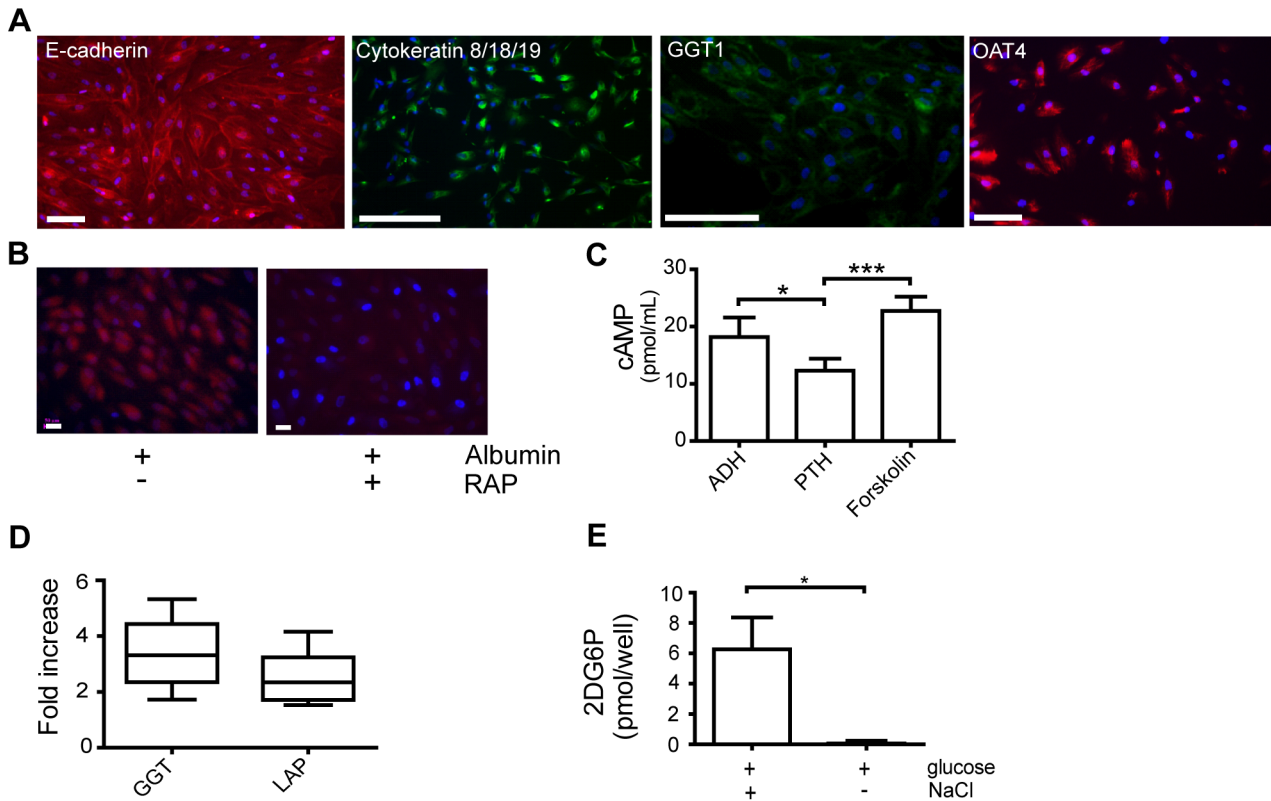 A
E-cadherin
Cytokeratin 8/18/19
GGT1
OAT4
B
+ + Albumin
- + RAP
C
cAMP
(pmol/mL)
30
20
10
0
* ***
ADH PTH Forskolin
D
Fold increase
6
4
2
0
GGT LAP
E
2DG6P
(pmol/well)
10
8
6
4
2
0
*
+ + glucose
+ - NaCl